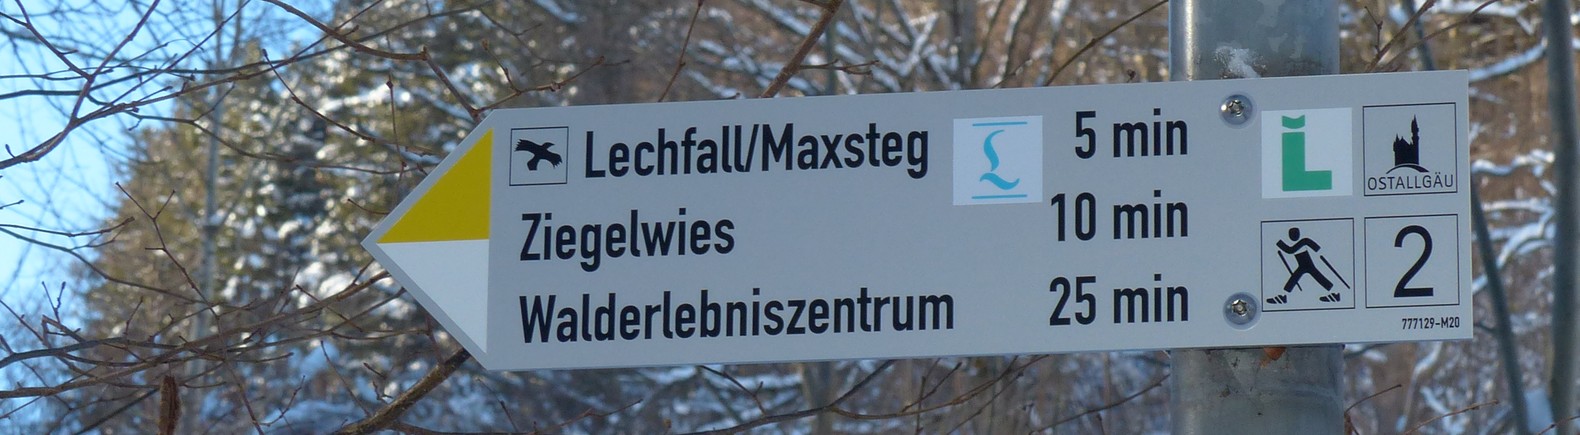 Lechfall/Maxsteg L 5 min
Ziegelwies 10 min
Walderlebniszentrum 25 min
L
OSTALLGÄU
2
777129-M20